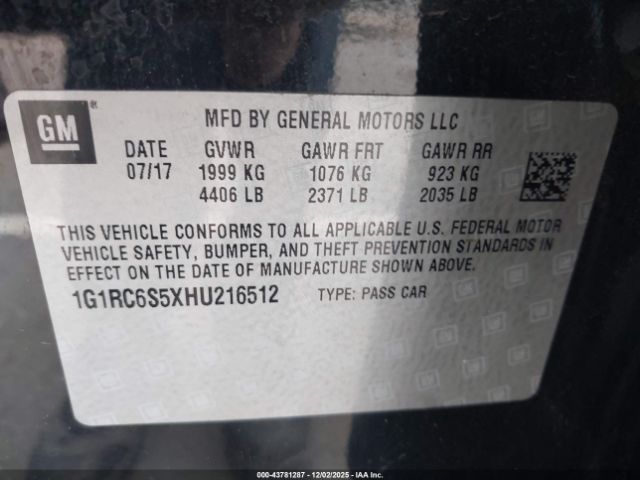 GM
®
MFD BY GENERAL MOTORS LLC
DATE GVWR GAWR FRT GAWR RR
07/17 1999 KG 1076 KG 923 KG
4406 LB 2371 LB 2035 LB
THIS VEHICLE CONFORMS TO ALL APPLICABLE U.S. FEDERAL MOTOR
VEHICLE SAFETY, BUMPER, AND THEFT PREVENTION STANDARDS IN
EFFECT ON THE DATE OF MANUFACTURE SHOWN ABOVE.
1G1RC6S5XHU216512 TYPE: PASS CAR
000-43781287 - 12/02/2025 - IAAI.COM